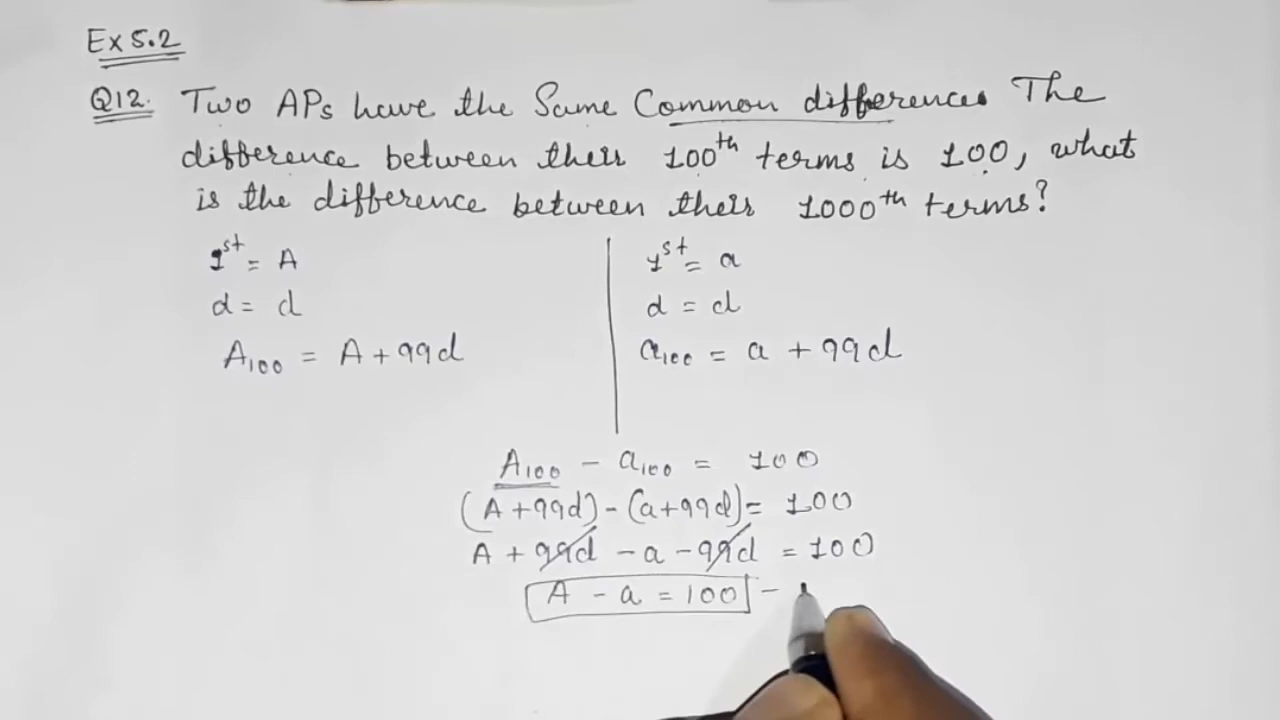 Ex 5.2
Q12. Two APs have the Same Common difference. The
difference between their 100th terms is 100, what
is the difference between their 1000th terms?
1st = A
d = d
A100 = A + 99d
1st = a
d = d
a100 = a + 99d
A100 - a100 = 100
(A + 99d) - (a + 99d) = 100
A + 99d - a - 99d = 100
A - a = 100 -